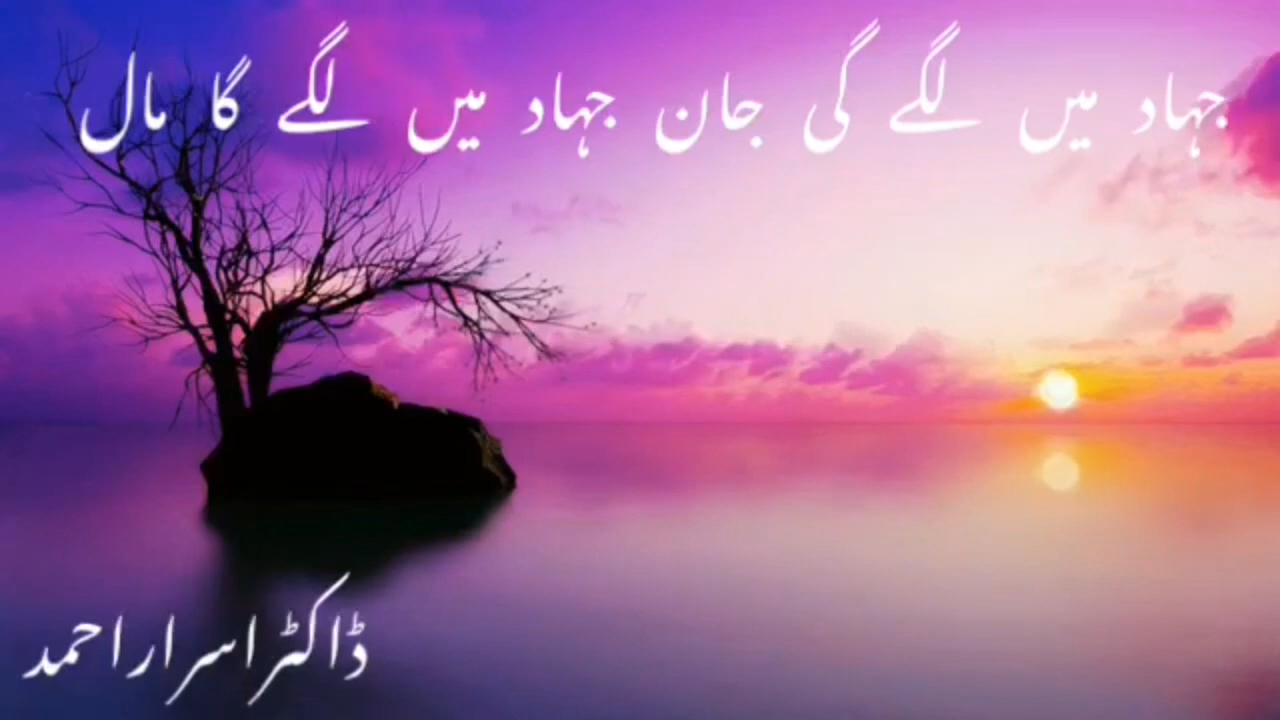 جہاد میں لگے گی جان جہاد میں لگے گا مال
ڈاکٹر اسرار احمد